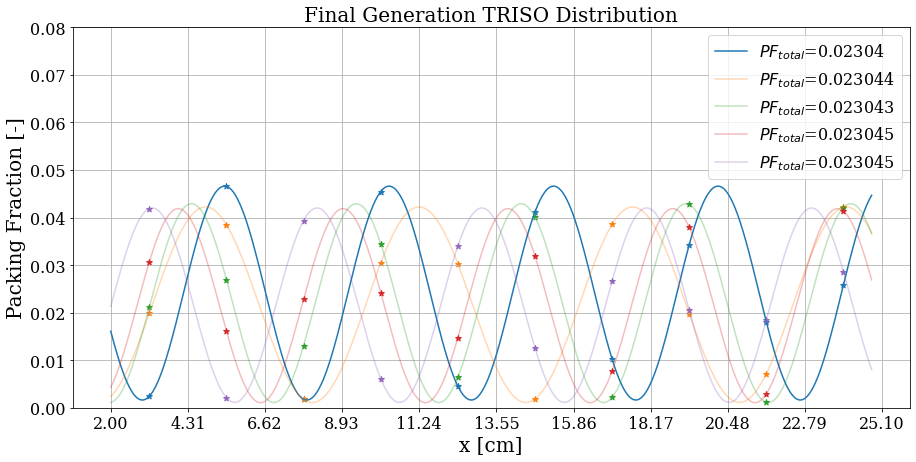 Final Generation TRISO Distribution
Packing Fraction [-]
0.08
0.07
0.06
0.05
0.04
0.03
0.02
0.01
0.00
PF_total=0.02304
PF_total=0.023044
PF_total=0.023043
PF_total=0.023045
PF_total=0.023045
2.00 4.31 6.62 8.93 11.24 13.55 15.86 18.17 20.48 22.79 25.10
x [cm]